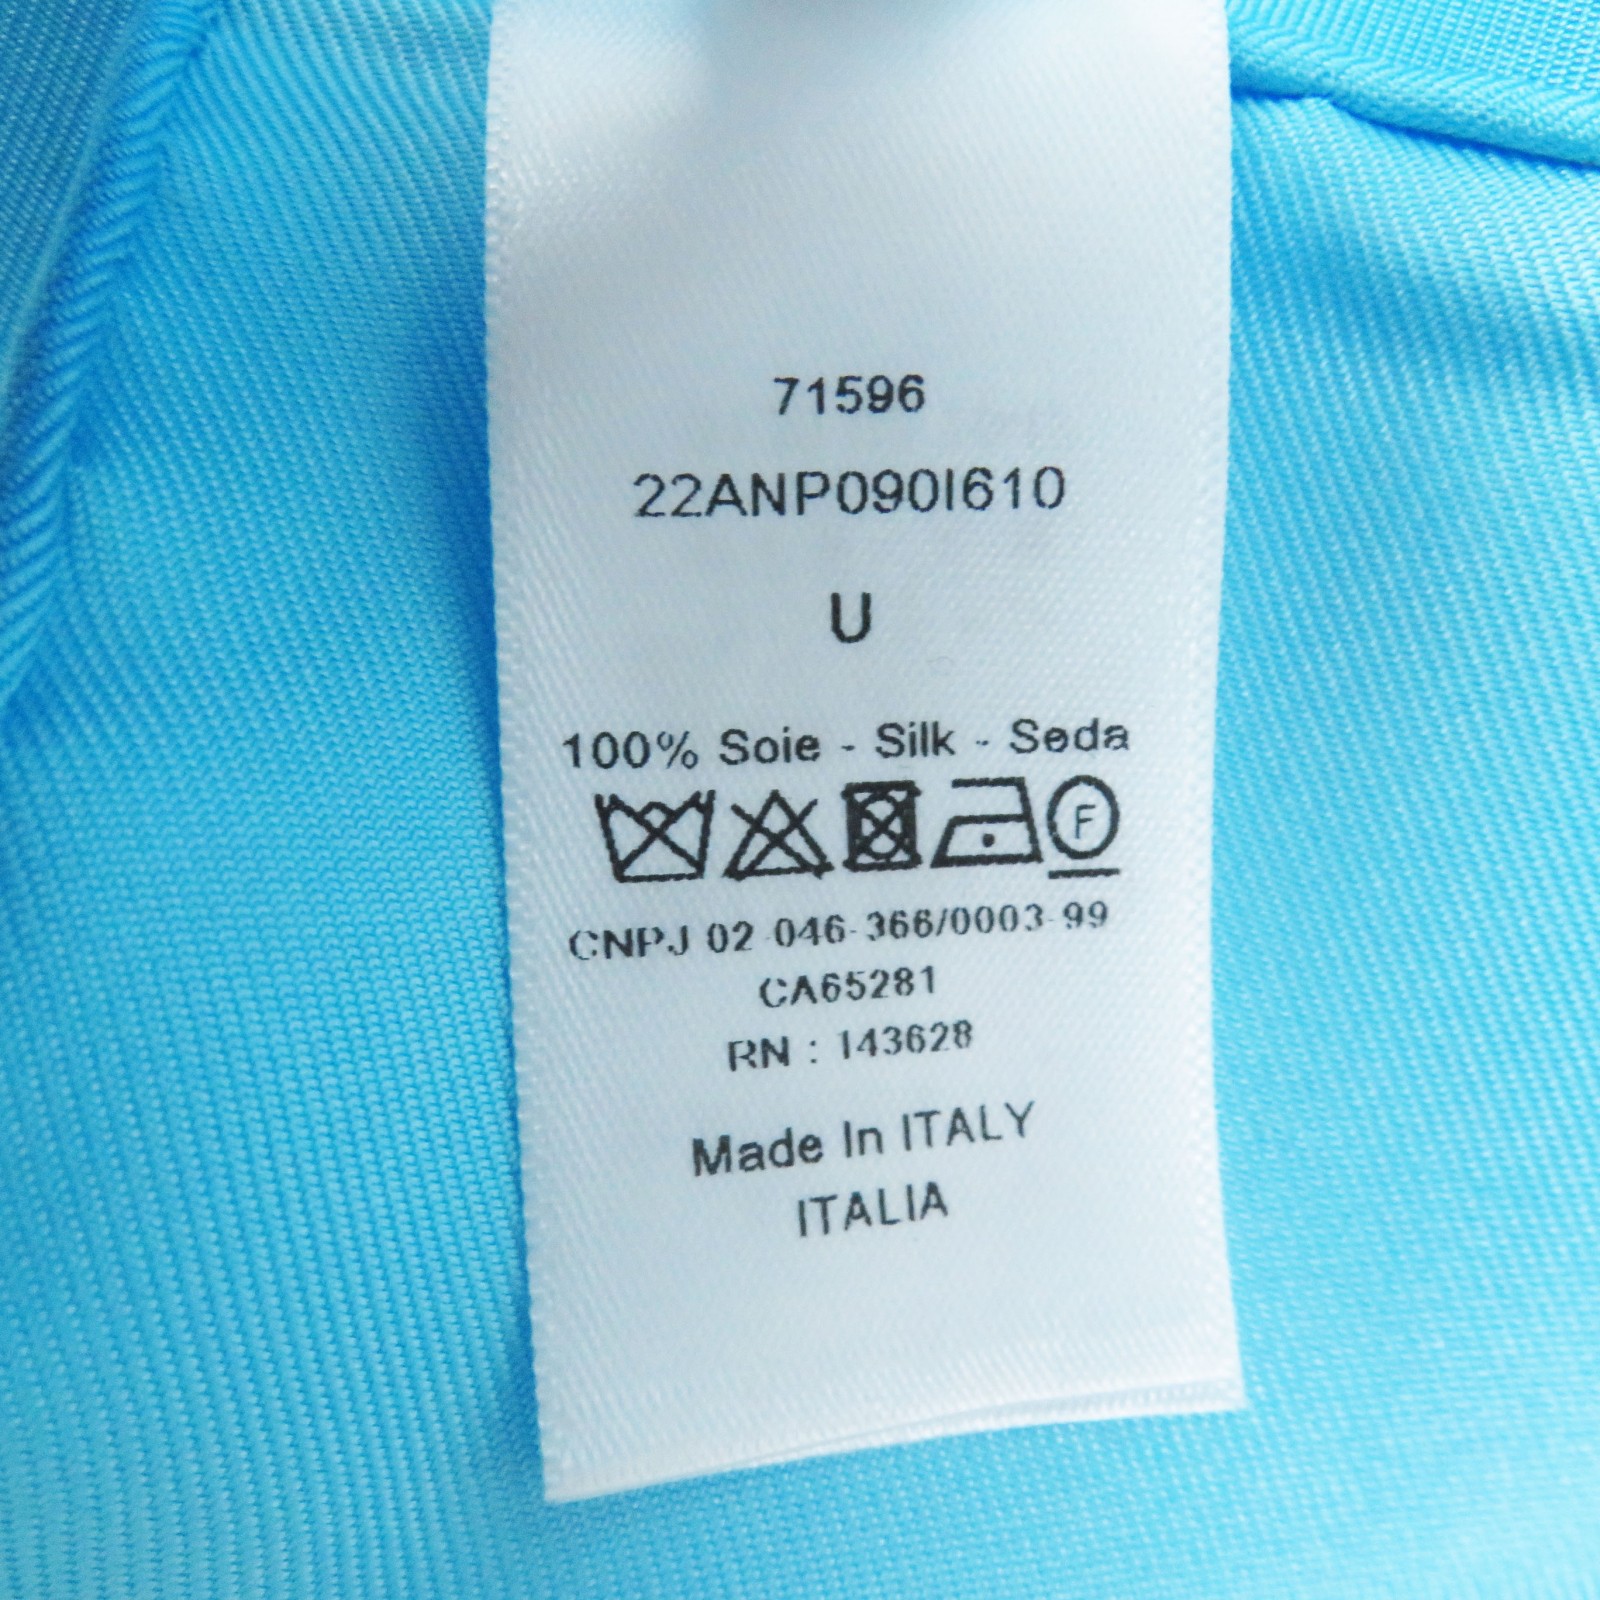 71596
22ANP090I610
U
100% Soie - Silk - Seda
F
CNPJ 02-046-366/0003-99
CA65281
RN : 143628
Made In ITALY
ITALIA